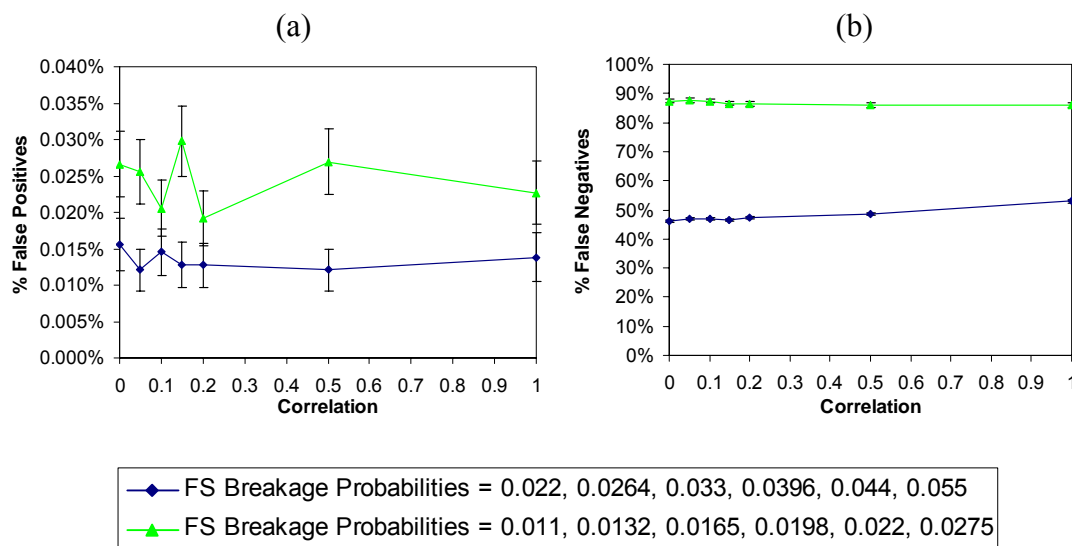 (a)
0.040%
0.035%
0.030%
0.025%
0.020%
0.015%
0.010%
0.005%
0.000%
% False Positives
0 0.1 0.2 0.3 0.4 0.5 0.6 0.7 0.8 0.9 1
Correlation
(b)
100%
90%
80%
70%
60%
50%
40%
30%
20%
10%
0%
% False Negatives
0 0.1 0.2 0.3 0.4 0.5 0.6 0.7 0.8 0.9 1
Correlation
FS Breakage Probabilities = 0.022, 0.0264, 0.033, 0.0396, 0.044, 0.055
FS Breakage Probabilities = 0.011, 0.0132, 0.0165, 0.0198, 0.022, 0.0275